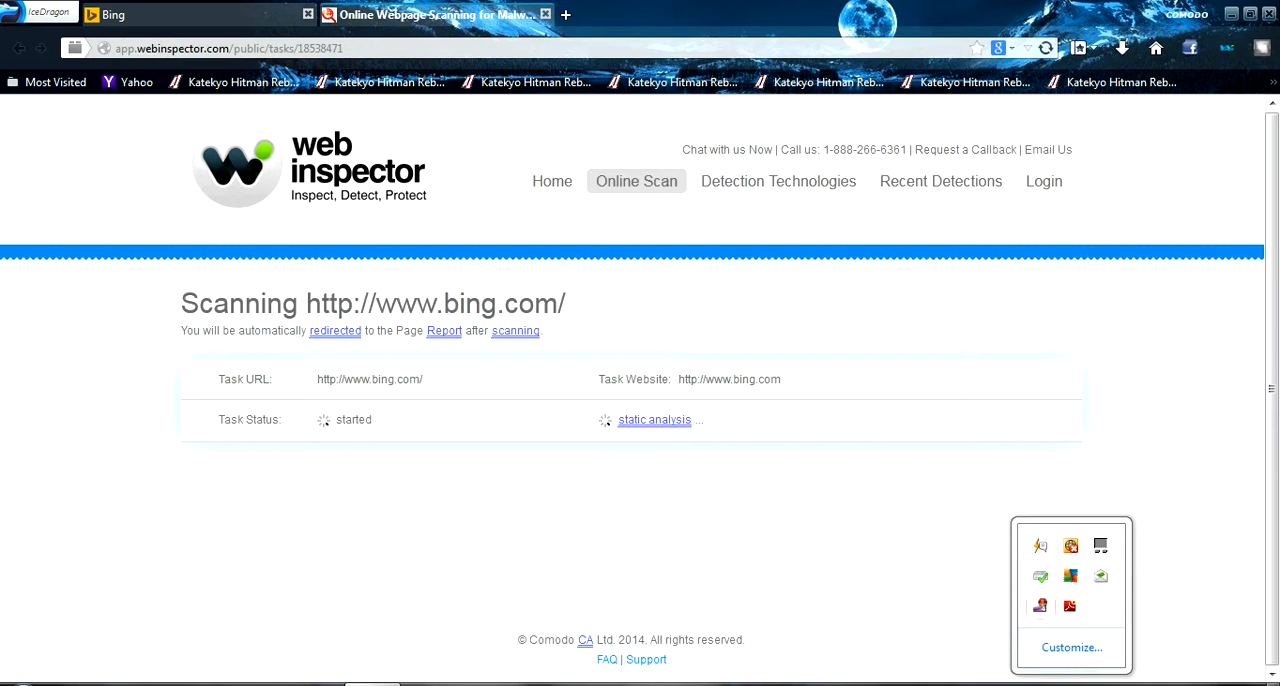 IceDragon
Bing
Online Webpage Scanning for Malw...
COMODO
app.webinspector.com/public/tasks/18538471
Most Visited
Yahoo
Katekyo Hitman Reb...
Katekyo Hitman Reb...
Katekyo Hitman Reb...
Katekyo Hitman Reb...
Katekyo Hitman Reb...
Katekyo Hitman Reb...
Katekyo Hitman Reb...
web
inspector
Inspect, Detect, Protect
Chat with us Now | Call us: 1-888-266-6361 | Request a Callback | Email Us
Home Online Scan Detection Technologies Recent Detections Login
Scanning http://www.bing.com/
You will be automatically redirected to the Page Report after scanning.
Task URL: http://www.bing.com/ Task Website: http://www.bing.com
Task Status: started static analysis ...
© Comodo CA Ltd. 2014. All rights reserved.
FAQ | Support
Customize...